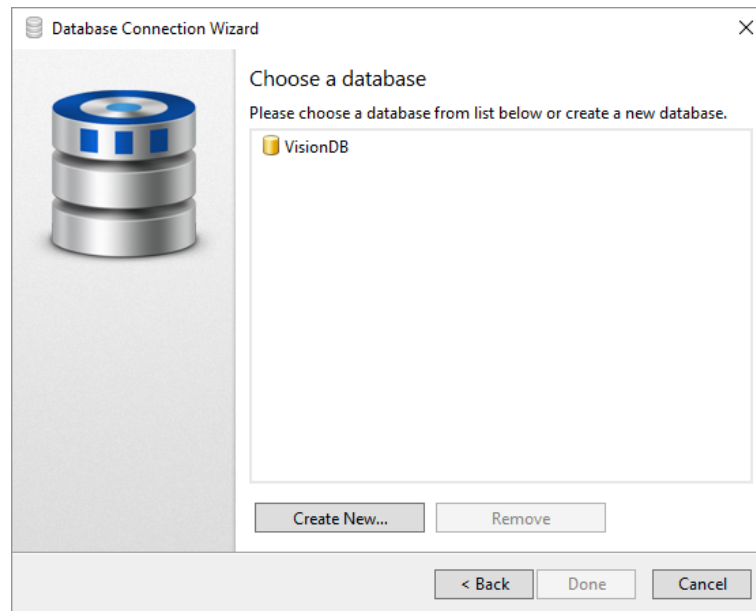 Database Connection Wizard
Choose a database
Please choose a database from list below or create a new database.
VisionDB
Create New...
Remove
< Back
Done
Cancel